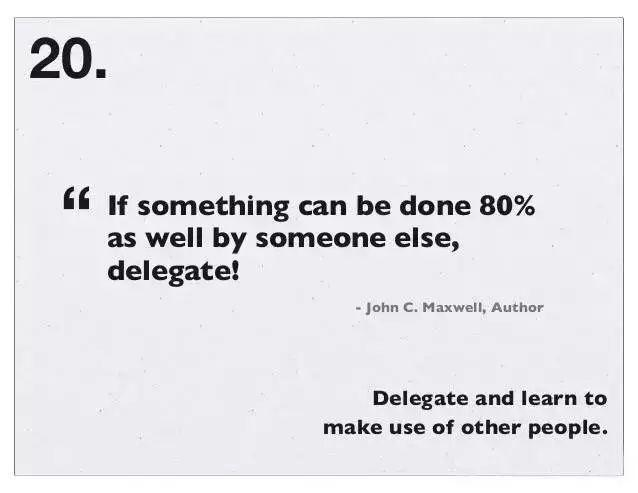 20.
“ If something can be done 80%
as well by someone else,
delegate!
- John C. Maxwell, Author
Delegate and learn to
make use of other people.